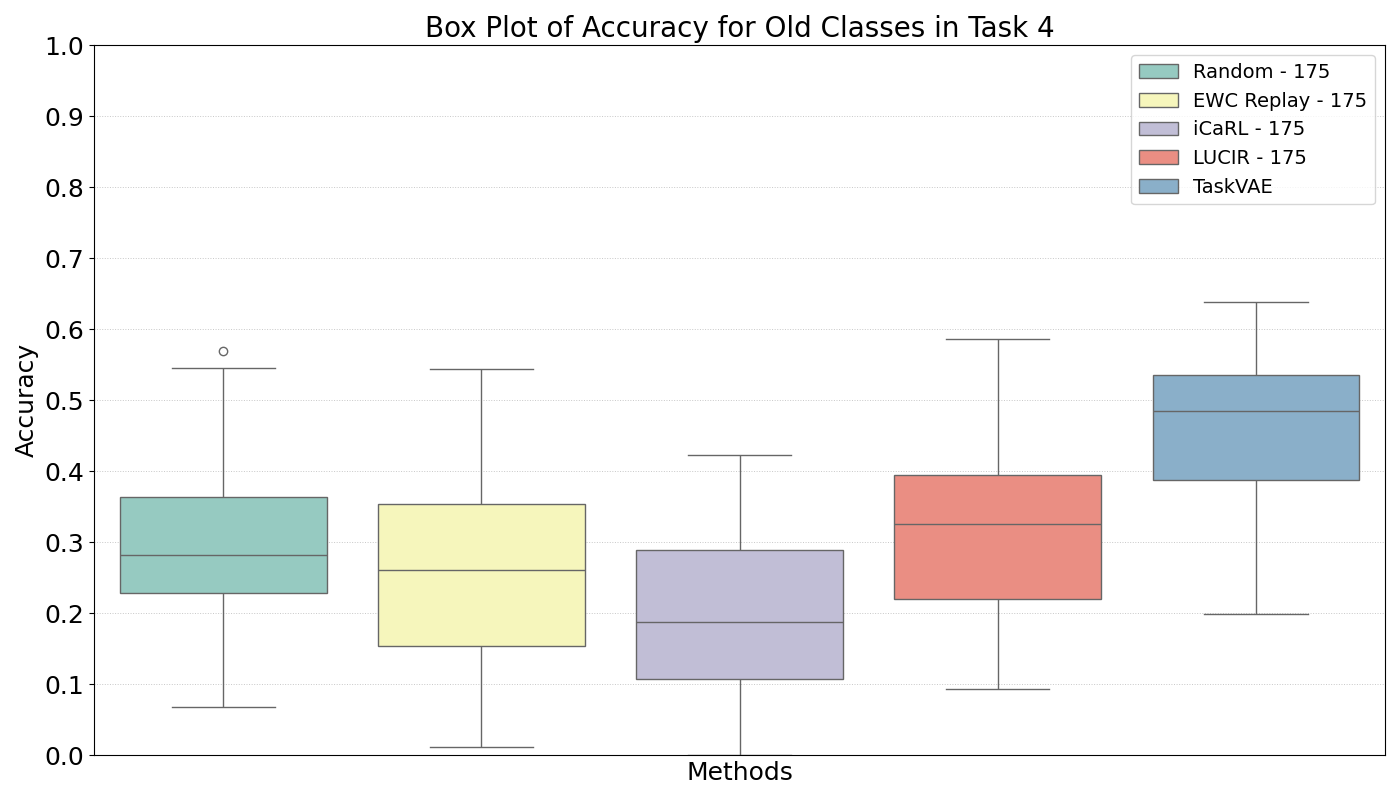 Box Plot of Accuracy for Old Classes in Task 4
1.0
0.9
0.8
0.7
0.6
0.5
0.4
0.3
0.2
0.1
0.0
Accuracy
Methods
Random - 175
EWC Replay - 175
iCaRL - 175
LUCIR - 175
TaskVAE